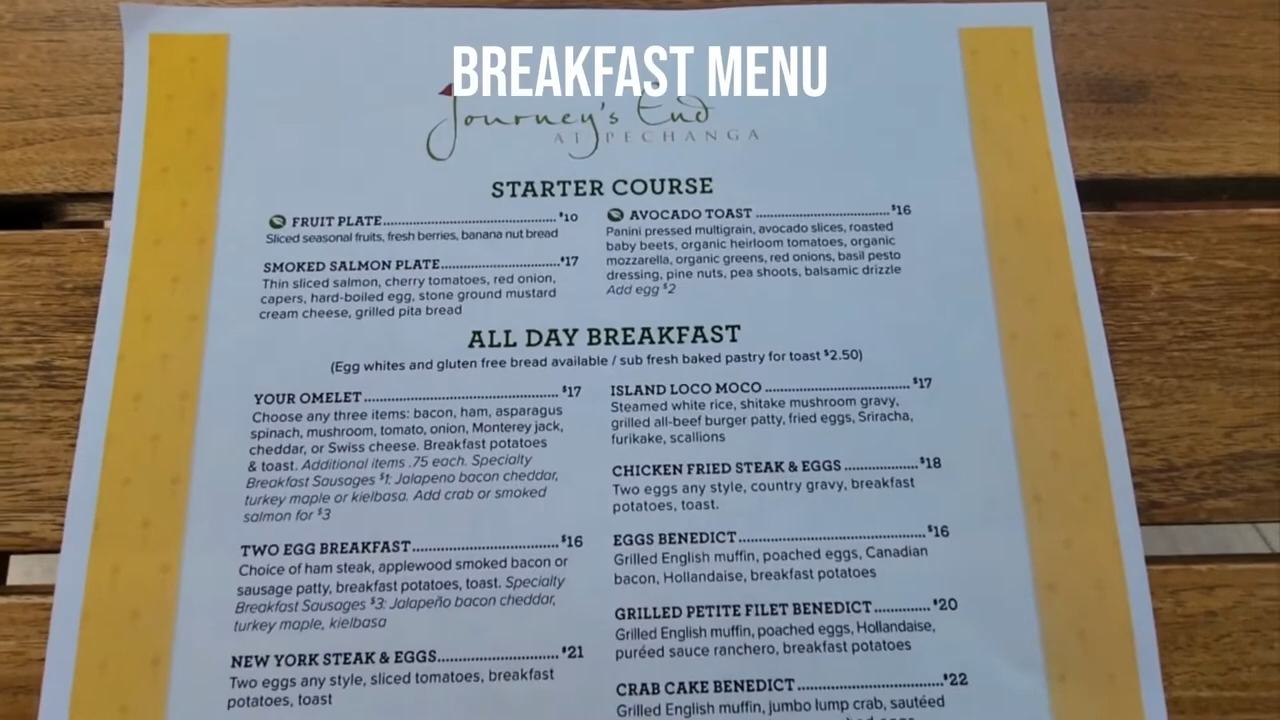 BREAKFAST MENU
Journey's End
AT PECHANGA
STARTER COURSE
FRUIT PLATE.......................................... $10
Sliced seasonal fruits, fresh berries, banana nut bread
SMOKED SALMON PLATE.............................$17
Thin sliced salmon, cherry tomatoes, red onion,
capers, hard-boiled egg, stone ground mustard
cream cheese, grilled pita bread
AVOCADO TOAST ................................$16
Panini pressed multigrain, avocado slices, roasted
baby beets, organic heirloom tomatoes, organic
mozzarella, organic greens, red onions, basil pesto
dressing, pine nuts, pea shoots, balsamic drizzle
Add egg $2
ALL DAY BREAKFAST
(Egg whites and gluten free bread available / sub fresh baked pastry for toast $2.50)
YOUR OMELET.............................................. $17
Choose any three items: bacon, ham, asparagus
spinach, mushroom, tomato, onion, Monterey jack,
cheddar, or Swiss cheese. Breakfast potatoes
& toast. Additional items .75 each. Specialty
Breakfast Sausages $1: Jalapeno bacon cheddar,
turkey maple or kielbasa. Add crab or smoked
salmon for $3
TWO EGG BREAKFAST.................................. $16
Choice of ham steak, applewood smoked bacon or
sausage patty, breakfast potatoes, toast. Specialty
Breakfast Sausages $3: Jalapeño bacon cheddar,
turkey maple, kielbasa
NEW YORK STEAK & EGGS............................ $21
Two eggs any style, sliced tomatoes, breakfast
potatoes, toast
ISLAND LOCO MOCO ................................... $17
Steamed white rice, shitake mushroom gravy,
grilled all-beef burger patty, fried eggs, Sriracha,
furikake, scallions
CHICKEN FRIED STEAK & EGGS .................$18
Two eggs any style, country gravy, breakfast
potatoes, toast.
EGGS BENEDICT............................................$16
Grilled English muffin, poached eggs, Canadian
bacon, Hollandaise, breakfast potatoes
GRILLED PETITE FILET BENEDICT............. $20
Grilled English muffin, poached eggs, Hollandaise,
puréed sauce ranchero, breakfast potatoes
CRAB CAKE BENEDICT..................................$22
Grilled English muffin, jumbo lump crab, sautéed